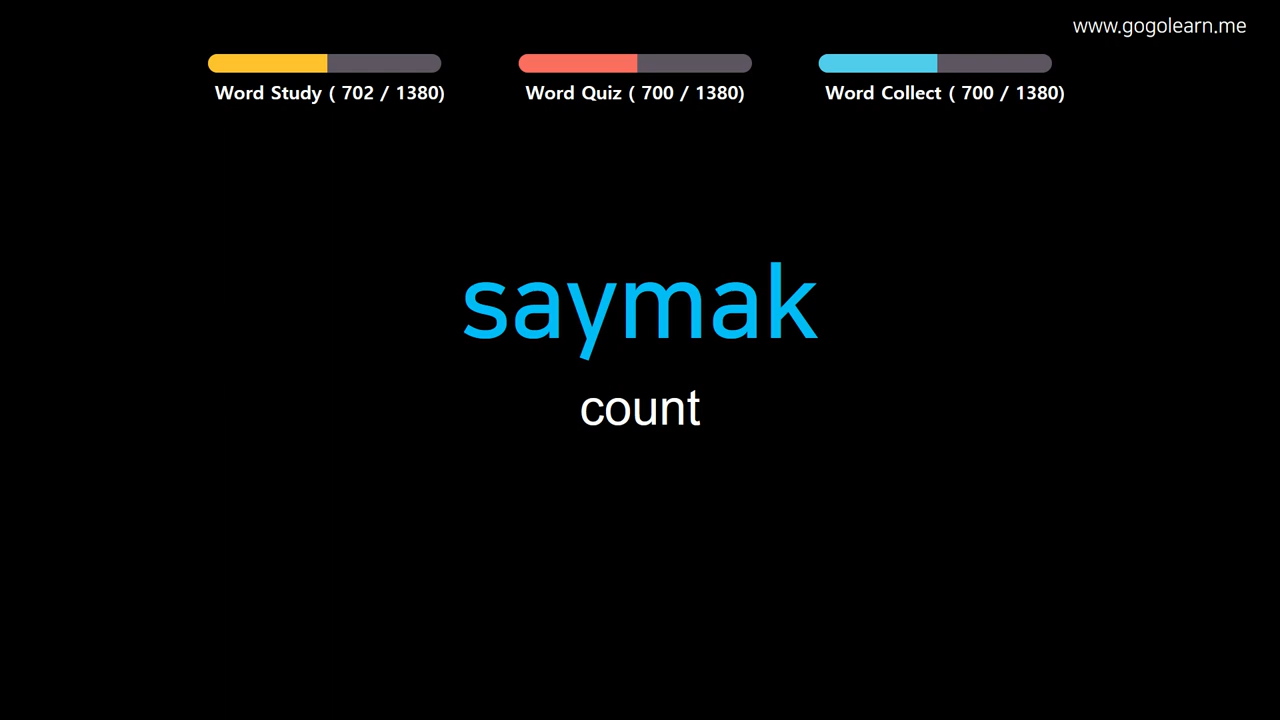 www.gogolearn.me
Word Study ( 702 / 1380)
Word Quiz ( 700 / 1380)
Word Collect ( 700 / 1380)
saymak
count